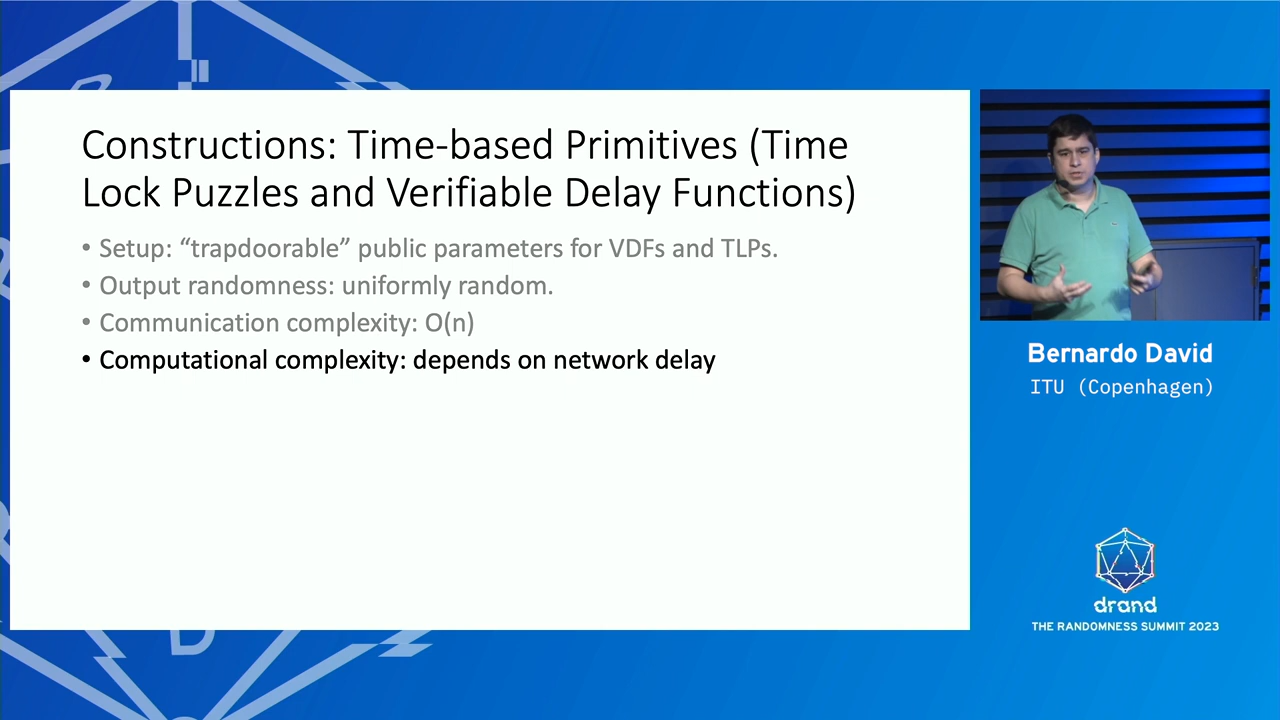 Constructions: Time-based Primitives (Time
Lock Puzzles and Verifiable Delay Functions)
• Setup: “trapdoorable” public parameters for VDFs and TLPs.
• Output randomness: uniformly random.
• Communication complexity: O(n)
• Computational complexity: depends on network delay
Bernardo David
ITU (Copenhagen)
drand
THE RANDOMNESS SUMMIT 2023